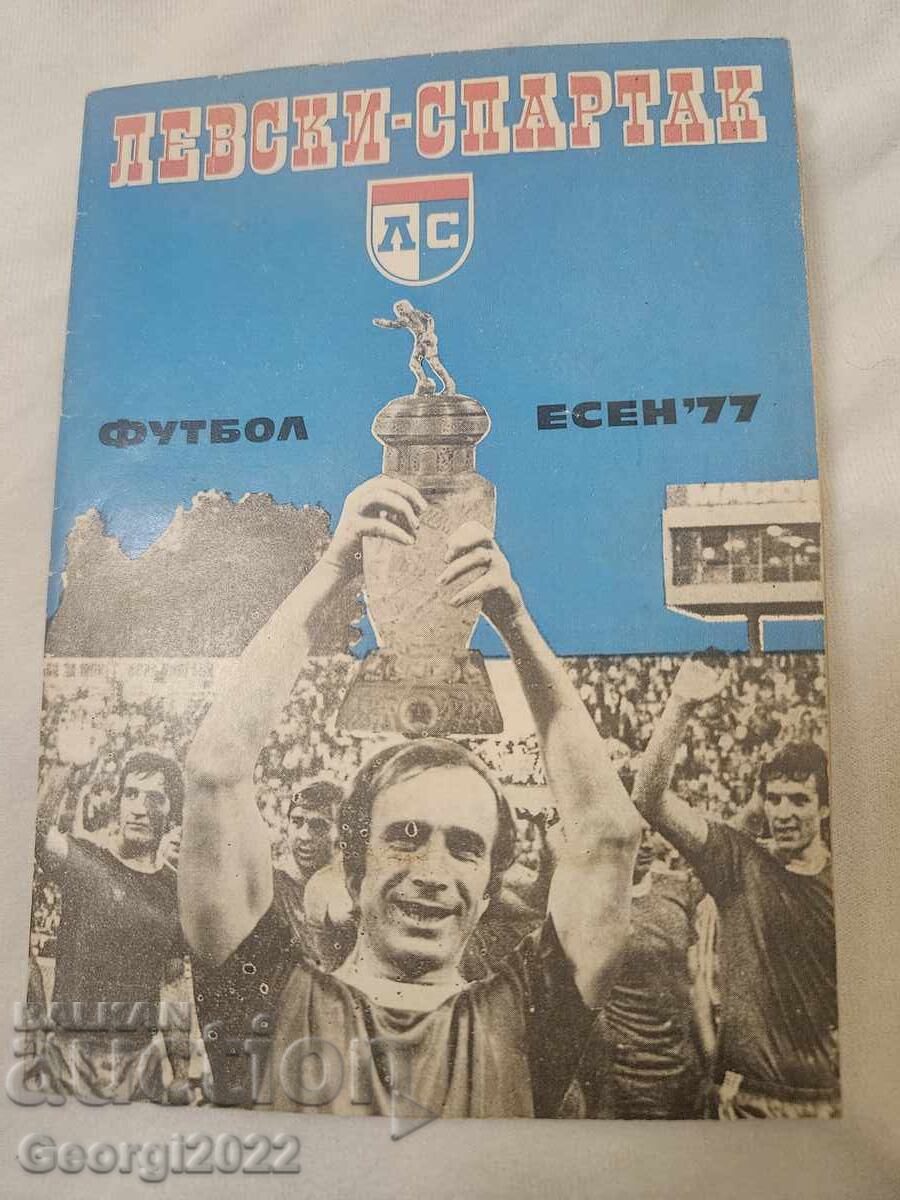 ЛЕВСКИ-СПАРТАК
ЛС
ФУТБОЛ
ЕСЕН'77
BALKAN
auction
Georgi2022